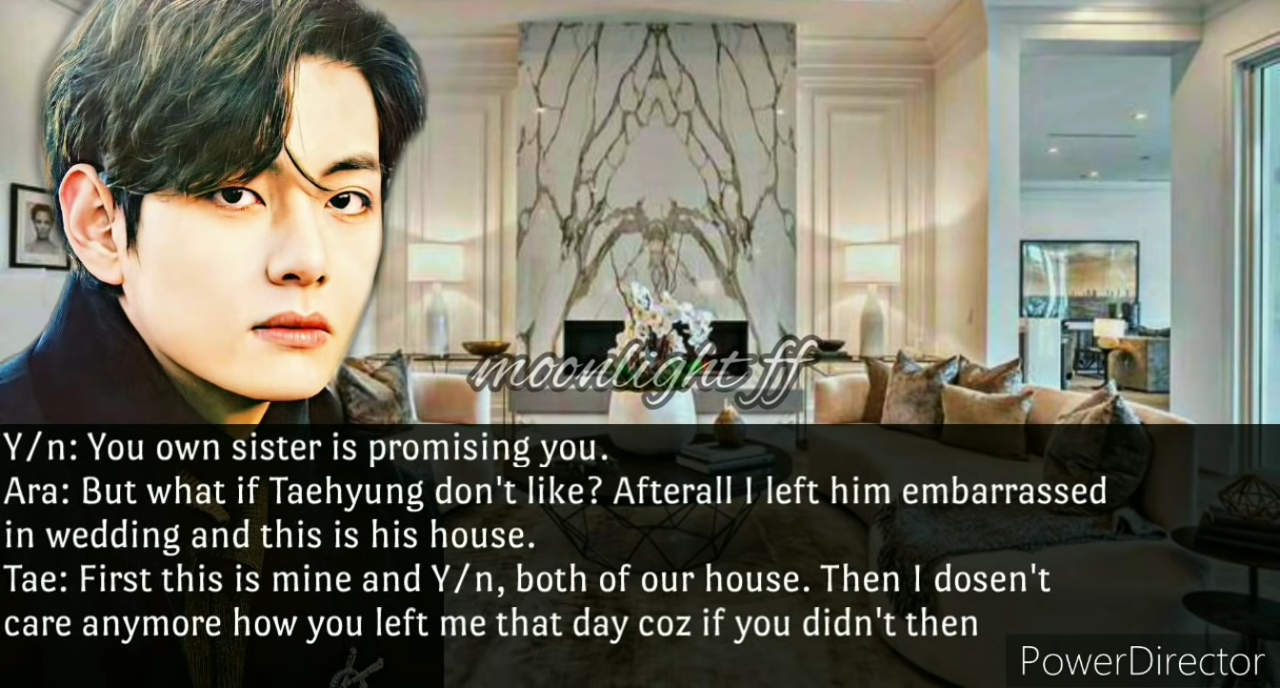 moonlight ff
Y/n: You own sister is promising you.
Ara: But what if Taehyung don't like? Afterall I left him embarrassed
in wedding and this is his house.
Tae: First this is mine and Y/n, both of our house. Then I dosen't
care anymore how you left me that day coz if you didn't then
PowerDirector